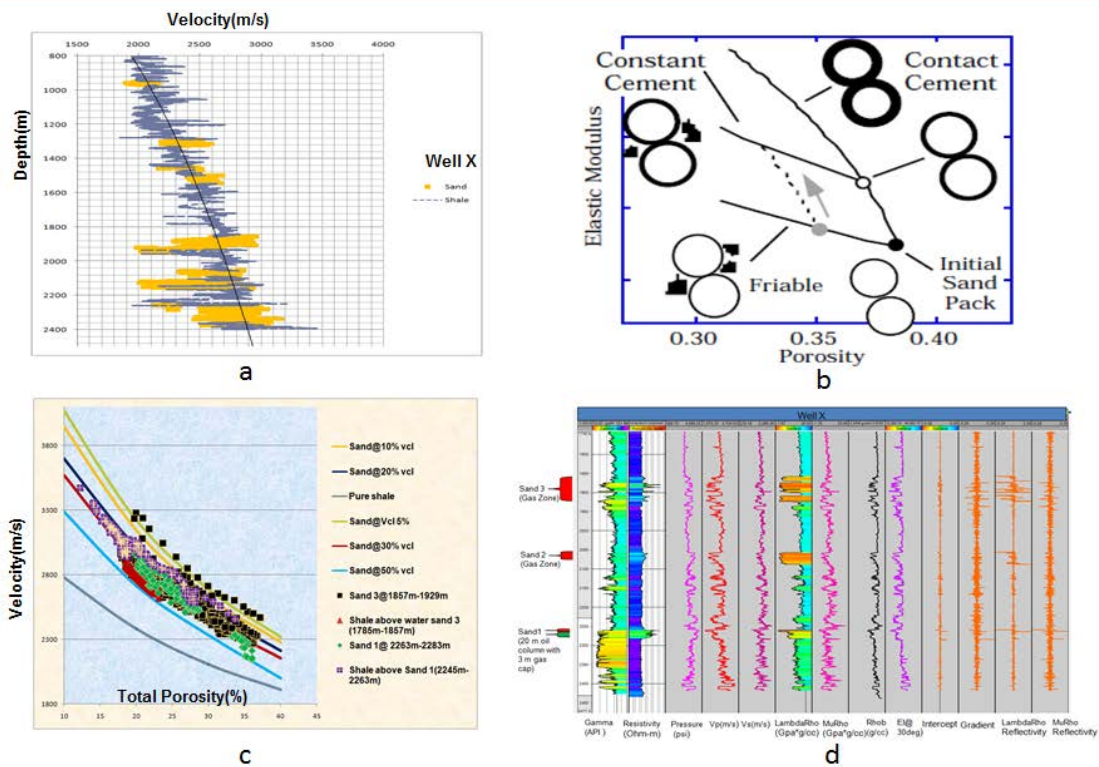 Velocity(m/s)
1500 2000 2500 3000 3500 4000
800
1000
1200
1400
1600
1800
2000
2200
2400
Depth(m)
Well X
Sand
Shale
a
Elastic Modulus
Constant
Cement
Contact
Cement
Friable
Initial
Sand
Pack
0.30 0.35 0.40
Porosity
b
Velocity(m/s)
3800
3300
2800
2300
1800
10 15 20 25 30 35 40 45
Total Porosity(%)
Sand@10% vcl
Sand@20% vcl
Pure shale
Sand@Vcl 5%
Sand@30% vcl
Sand@50% vcl
Sand 3@1857m-1929m
Shale above water sand 3
(1785m-1857m)
Sand 1@ 2263m-2283m
Shale above Sand 1(2245m-
2263m)
c
Well X
Sand 3
(Gas Zone)
Sand 2
(Gas Zone)
Sand1
(20 m oil
column with
3 m gas
cap)
Gamma
(API )
Resistivity
(Ohm-m)
Pressure
(psi)
Vp(m/s)
Vs(m/s)
LambdaRho
(Gpa*g/cc)
MuRho
(Gpa*g/cc)
Rhob
(g/cc)
EI@
30deg)
Intercept
Gradient
LambdaRho
Reflectivity
MuRho
Reflectivity
d